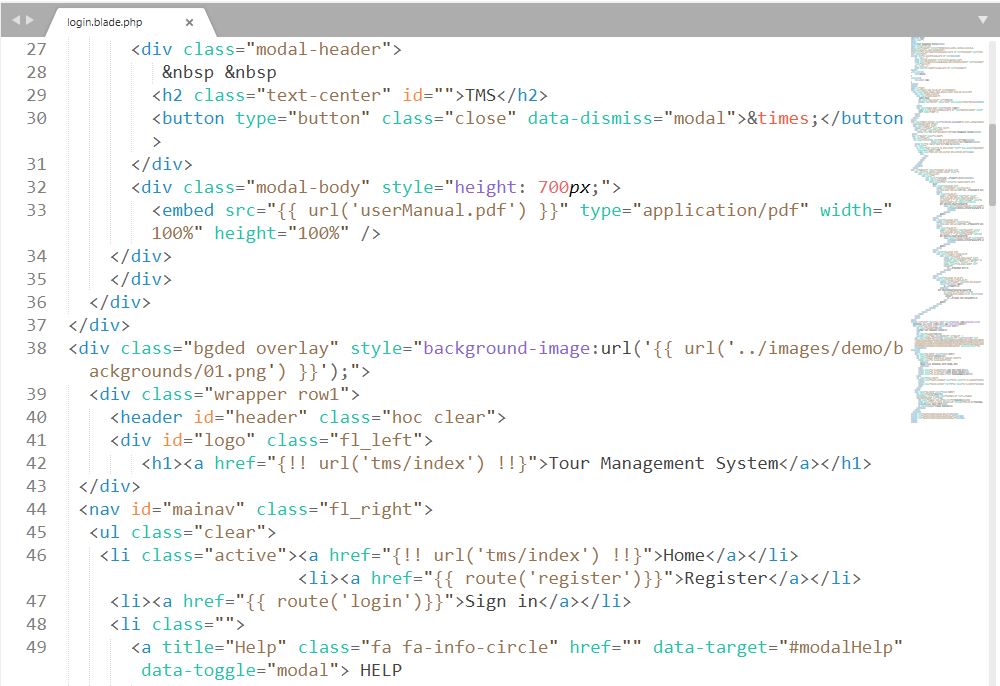 login.blade.php ×
27 <div class="modal-header">
28 &nbsp &nbsp
29 <h2 class="text-center" id="">TMS</h2>
30 <button type="button" class="close" data-dismiss="modal">&times;</button
>
31 </div>
32 <div class="modal-body" style="height: 700px;">
33 <embed src="{{ url('userManual.pdf') }}" type="application/pdf" width="
100%" height="100%" />
34 </div>
35 </div>
36 </div>
37 </div>
38 <div class="bgded overlay" style="background-image:url('{{ url('../images/demo/b
ackgrounds/01.png') }}');">
39 <div class="wrapper row1">
40 <header id="header" class="hoc clear">
41 <div id="logo" class="fl_left">
42 <h1><a href="{!! url('tms/index') !!}">Tour Management System</a></h1>
43 </div>
44 <nav id="mainav" class="fl_right">
45 <ul class="clear">
46 <li class="active"><a href="{!! url('tms/index') !!}">Home</a></li>
<li><a href="{{ route('register')}}">Register</a></li>
47 <li><a href="{{ route('login')}}">Sign in</a></li>
48 <li class="">
49 <a title="Help" class="fa fa-info-circle" href="" data-target="#modalHelp"
data-toggle="modal"> HELP